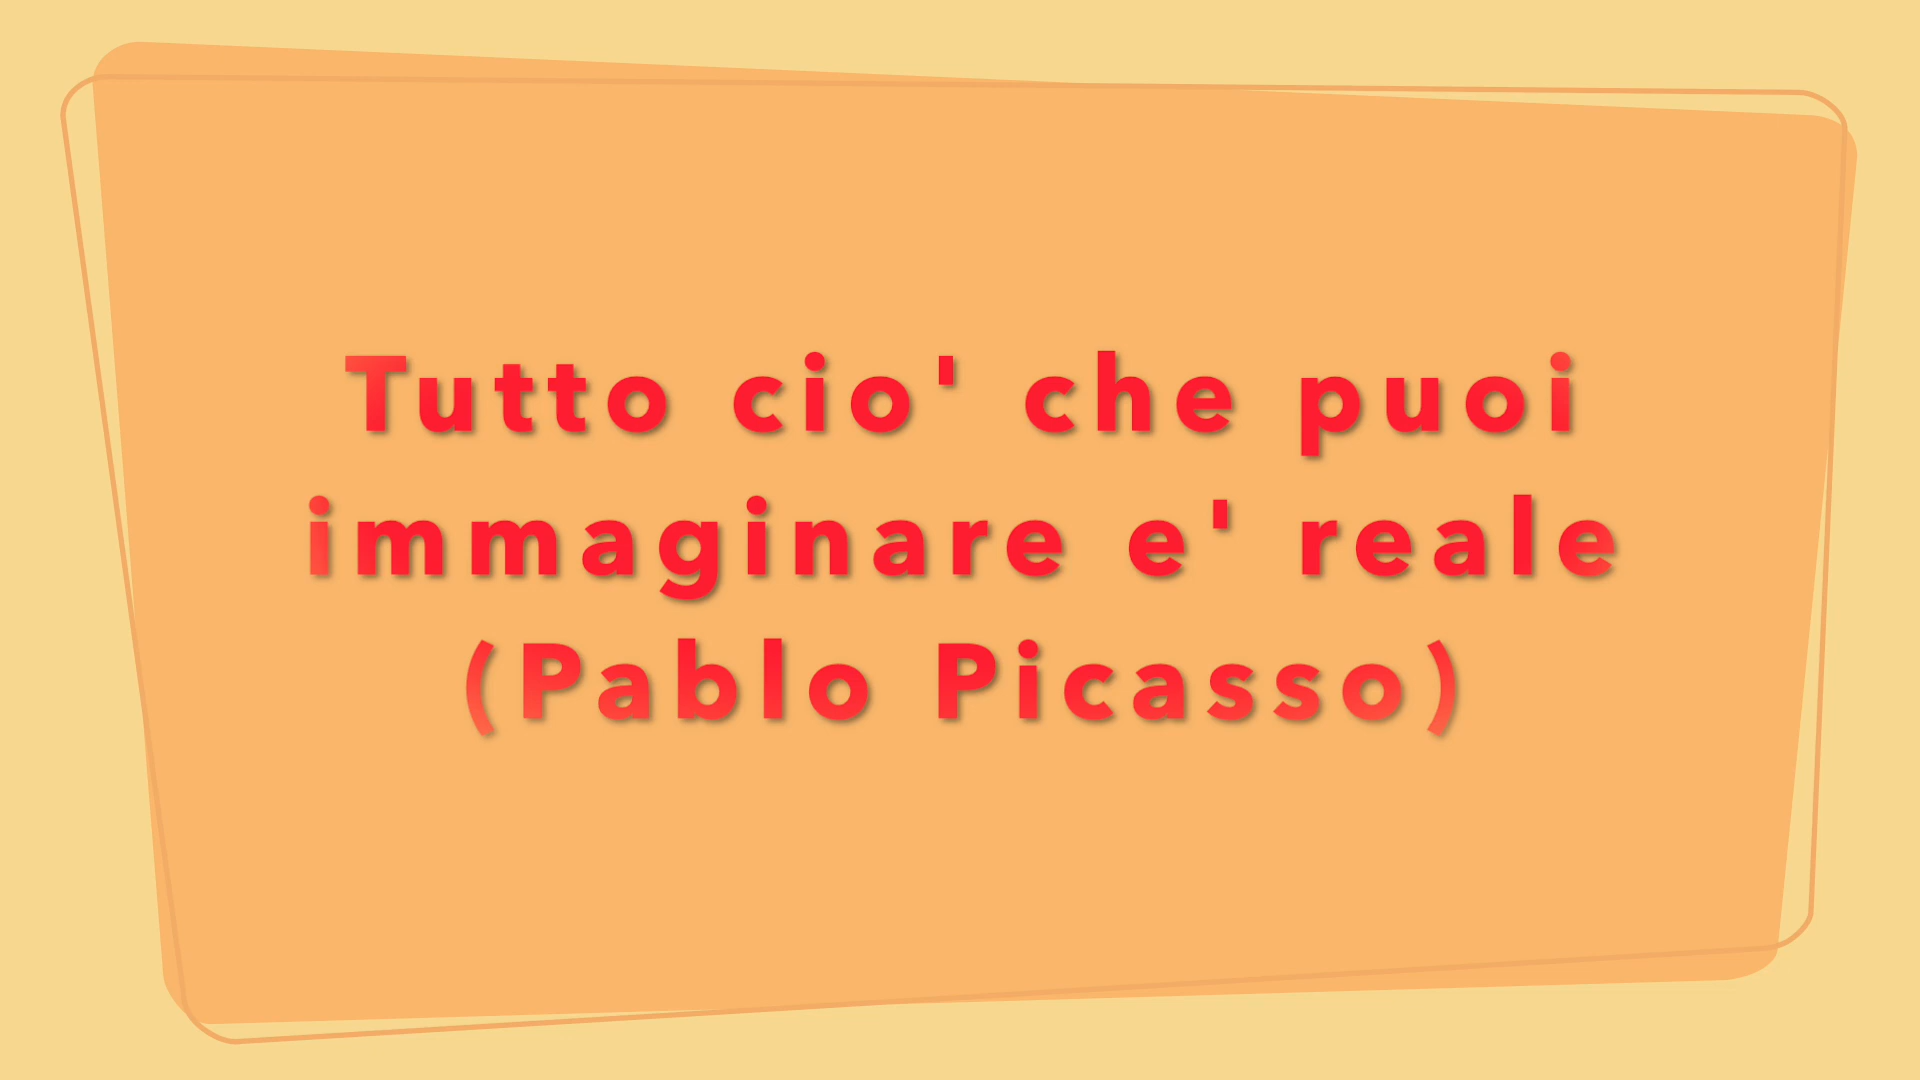 Tutto cio' che puoi
immaginare e' reale
(Pablo Picasso)